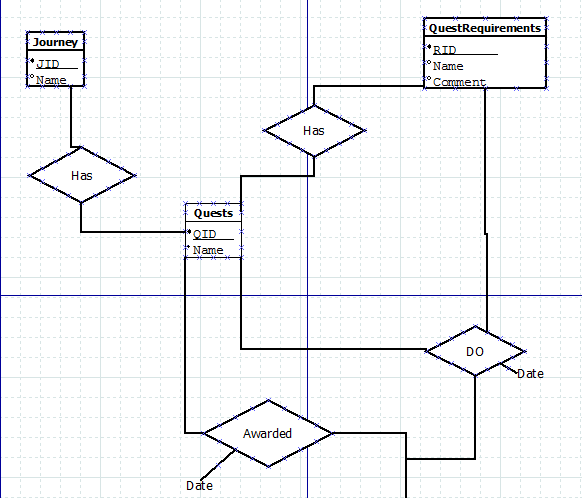 QuestRequirements
RID
Name
Comment
Journey
JID
Name
Has
Has
Quests
QID
Name
DO
Date
Awarded
Date